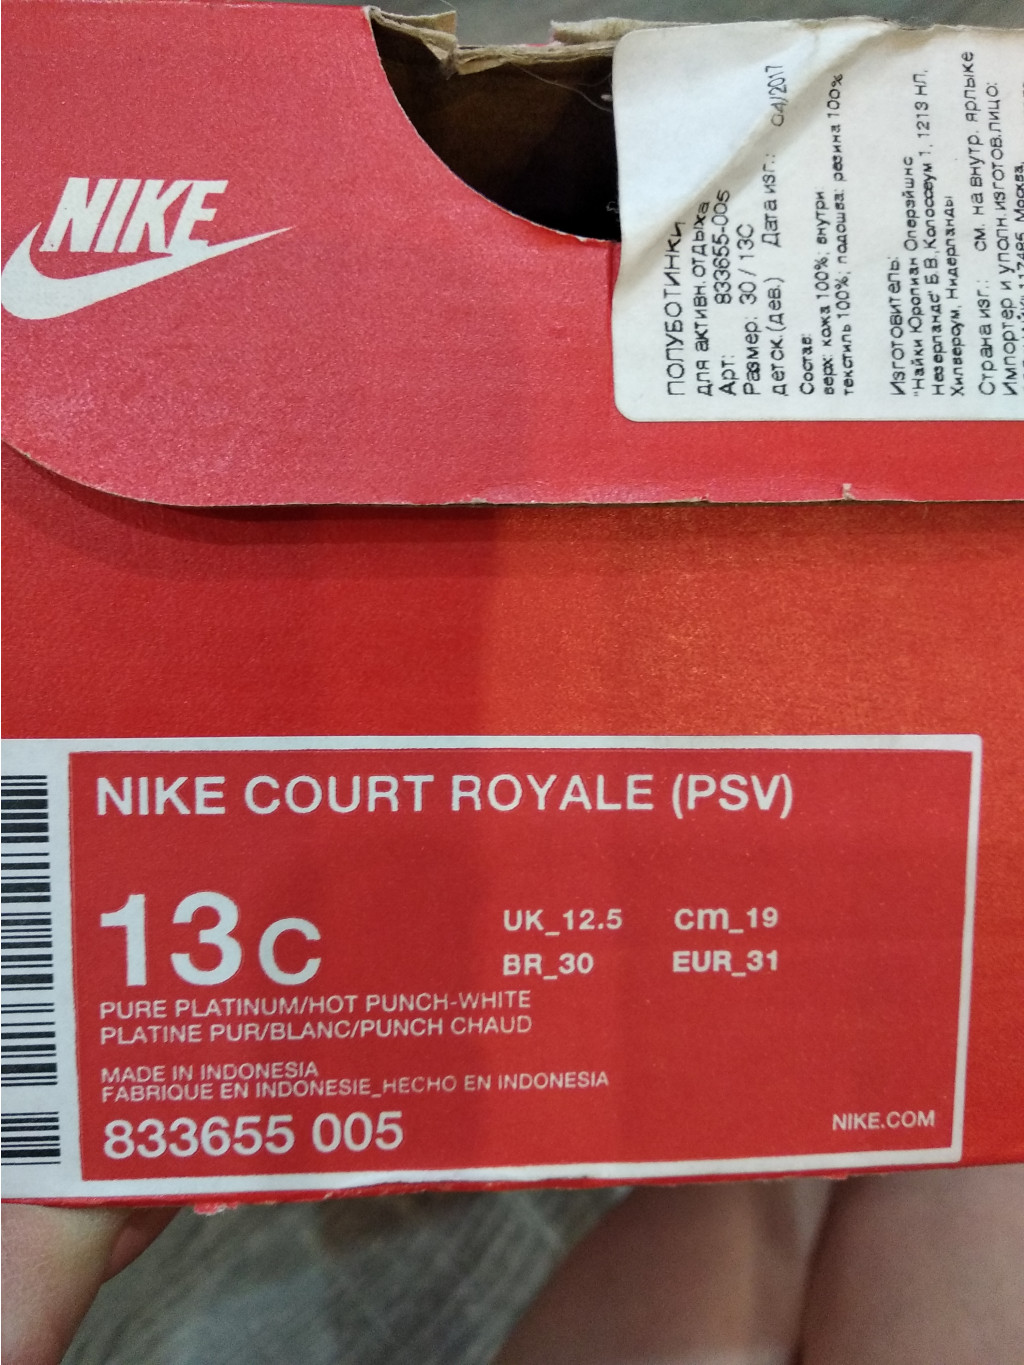 NIKE
ПОЛУБОТИНКИ
для активн.отдыха
Арт: 833655-005
Размер: 30 / 13C
детск.(дев.) Дата изг.: 04/2017
Состав:
верх: кожа 100%; внутри
текстиль 100%; подошва: резина 100%
Изготовитель:
"Найки Юропиан Оперэйшнс
Незерландс" Б.В., Колоссеум 1, 1213 НЛ,
Хилверсум, Нидерланды
Страна изг.: см. на внутр. ярлыке
Импортер и уполн.изготов.лицо:
117485, Москва,
NIKE COURT ROYALE (PSV)
13C
UK_12.5 cm_19
BR_30 EUR_31
PURE PLATINUM/HOT PUNCH-WHITE
PLATINE PUR/BLANC/PUNCH CHAUD
MADE IN INDONESIA
FABRIQUE EN INDONESIE_HECHO EN INDONESIA
833655 005
NIKE.COM